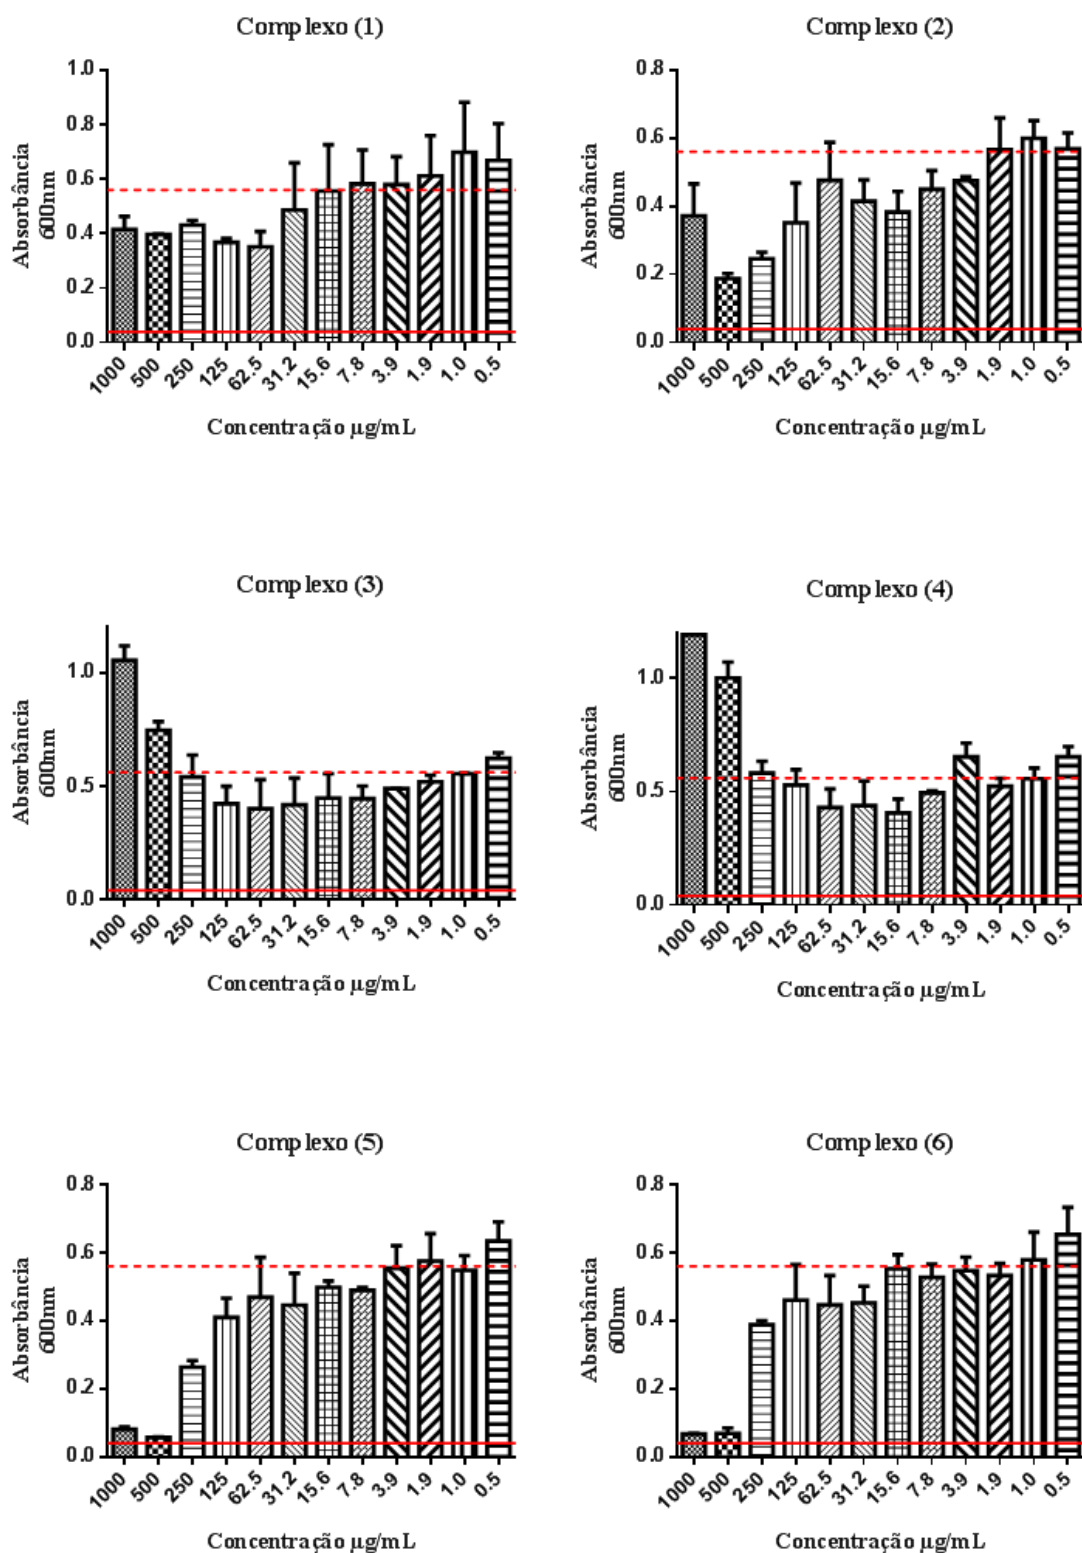 Complexo (1)
Absorbância
600nm
1.0
0.8
0.6
0.4
0.2
0.0
1000 500 250 125 62.5 31.2 15.6 7.8 3.9 1.9 1.0 0.5
Concentração µg/mL
Complexo (2)
Absorbância
600nm
0.8
0.6
0.4
0.2
0.0
1000 500 250 125 62.5 31.2 15.6 7.8 3.9 1.9 1.0 0.5
Concentração µg/mL
Complexo (3)
Absorbância
600nm
1.0
0.5
0.0
1000 500 250 125 62.5 31.2 15.6 7.8 3.9 1.9 1.0 0.5
Concentração µg/mL
Complexo (4)
Absorbância
600nm
1.0
0.5
0.0
1000 500 250 125 62.5 31.2 15.6 7.8 3.9 1.9 1.0 0.5
Concentração µg/mL
Complexo (5)
Absorbância
600nm
0.8
0.6
0.4
0.2
0.0
1000 500 250 125 62.5 31.2 15.6 7.8 3.9 1.9 1.0 0.5
Concentração µg/mL
Complexo (6)
Absorbância
600nm
0.8
0.6
0.4
0.2
0.0
1000 500 250 125 62.5 31.2 15.6 7.8 3.9 1.9 1.0 0.5
Concentração µg/mL